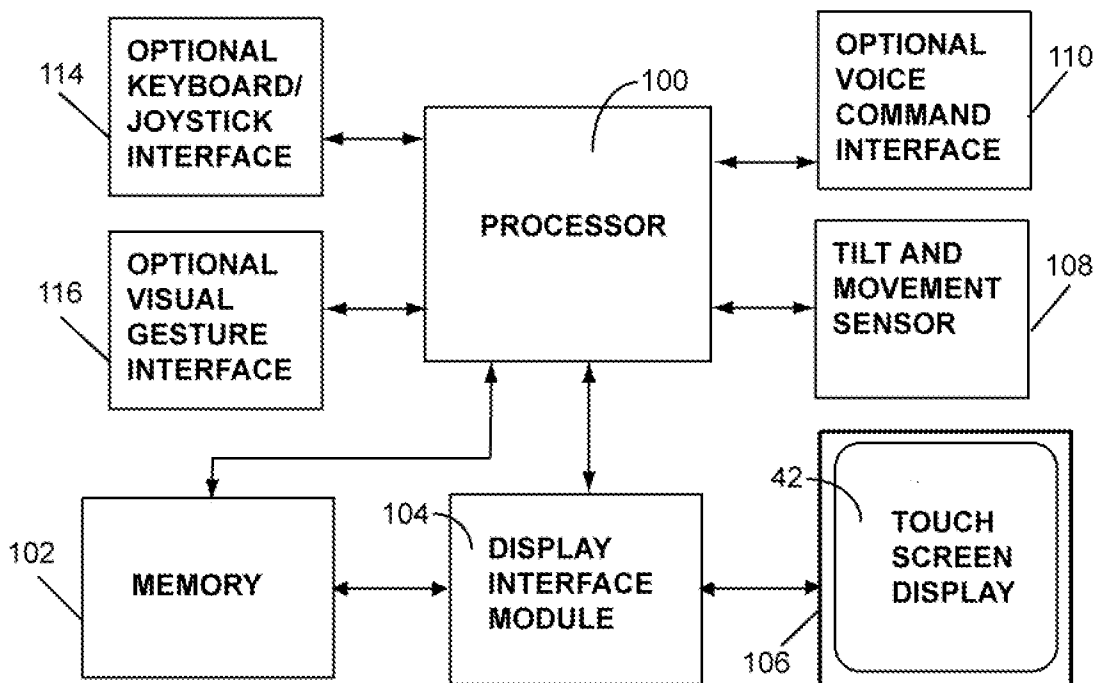 114
OPTIONAL
KEYBOARD/
JOYSTICK
INTERFACE
100
OPTIONAL
VOICE
COMMAND
INTERFACE
110
PROCESSOR
116
OPTIONAL
VISUAL
GESTURE
INTERFACE
TILT AND
MOVEMENT
SENSOR
108
102
MEMORY
104
DISPLAY
INTERFACE
MODULE
42
TOUCH
SCREEN
DISPLAY
106